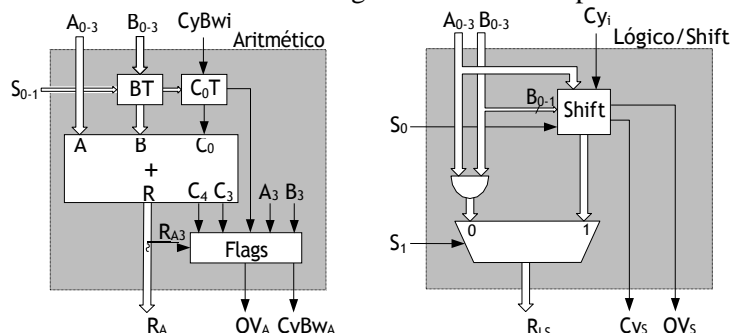 A0-3 B0-3 CyBwi
Aritmético
S0-1
BT
C0T
A B C0
+
R
C4 C3 A3 B3
RA3
Flags
RA OVA CyBwA
A0-3 B0-3 Cyi
Lógico/Shift
B0-1
Shift
S0
0 1
S1
RLS CyS OVS